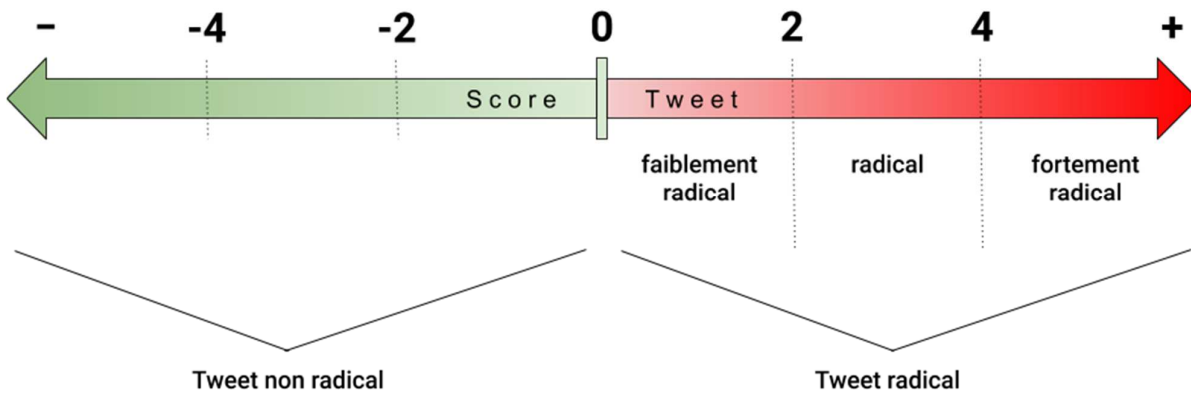 − -4 -2 0 2 4 +
Score Tweet
faiblement radical fortement
radical radical
Tweet non radical Tweet radical